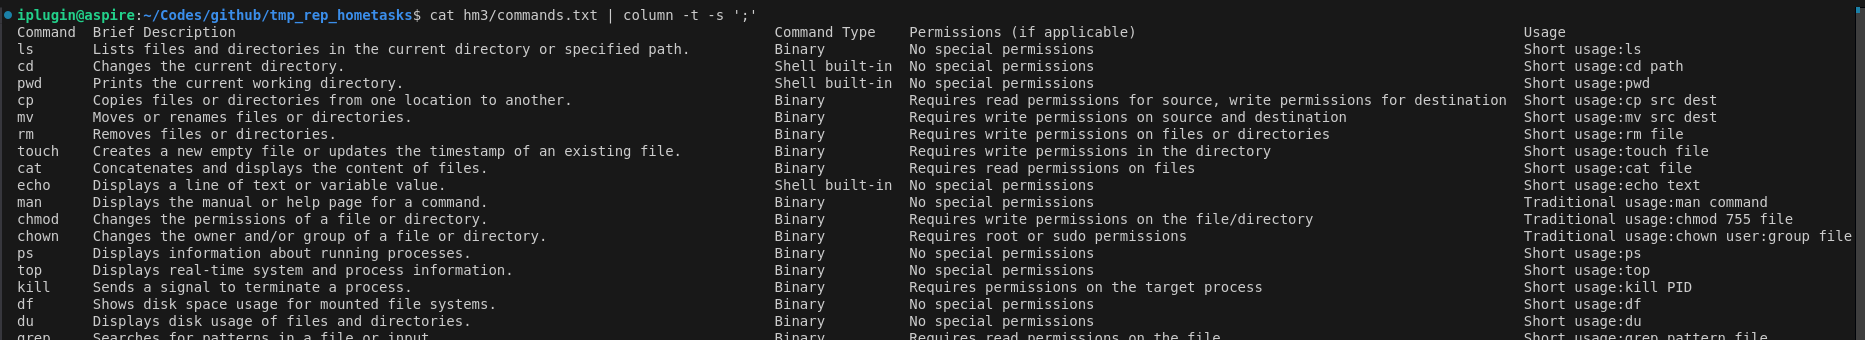 iplugin@aspire:~/Codes/github/tmp_rep_hometasks$ cat hm3/commands.txt | column -t -s ';'
Command  Brief Description  Command Type  Permissions (if applicable)  Usage
ls  Lists files and directories in the current directory or specified path.  Binary  No special permissions  Short usage:ls
cd  Changes the current directory.  Shell built-in  No special permissions  Short usage:cd path
pwd  Prints the current working directory.  Shell built-in  No special permissions  Short usage:pwd
cp  Copies files or directories from one location to another.  Binary  Requires read permissions for source, write permissions for destination  Short usage:cp src dest
mv  Moves or renames files or directories.  Binary  Requires write permissions on source and destination  Short usage:mv src dest
rm  Removes files or directories.  Binary  Requires write permissions on files or directories  Short usage:rm file
touch  Creates a new empty file or updates the timestamp of an existing file.  Binary  Requires write permissions in the directory  Short usage:touch file
cat  Concatenates and displays the content of files.  Binary  Requires read permissions on files  Short usage:cat file
echo  Displays a line of text or variable value.  Shell built-in  No special permissions  Short usage:echo text
man  Displays the manual or help page for a command.  Binary  No special permissions  Traditional usage:man command
chmod  Changes the permissions of a file or directory.  Binary  Requires write permissions on the file/directory  Traditional usage:chmod 755 file
chown  Changes the owner and/or group of a file or directory.  Binary  Requires root or sudo permissions  Traditional usage:chown user:group file
ps  Displays information about running processes.  Binary  No special permissions  Short usage:ps
top  Displays real-time system and process information.  Binary  No special permissions  Short usage:top
kill  Sends a signal to terminate a process.  Binary  Requires permissions on the target process  Short usage:kill PID
df  Shows disk space usage for mounted file systems.  Binary  No special permissions  Short usage:df
du  Displays disk usage of files and directories.  Binary  No special permissions  Short usage:du
grep  Searches for patterns in a file or input.  Binary  Requires read permissions on the file  Short usage:grep pattern file